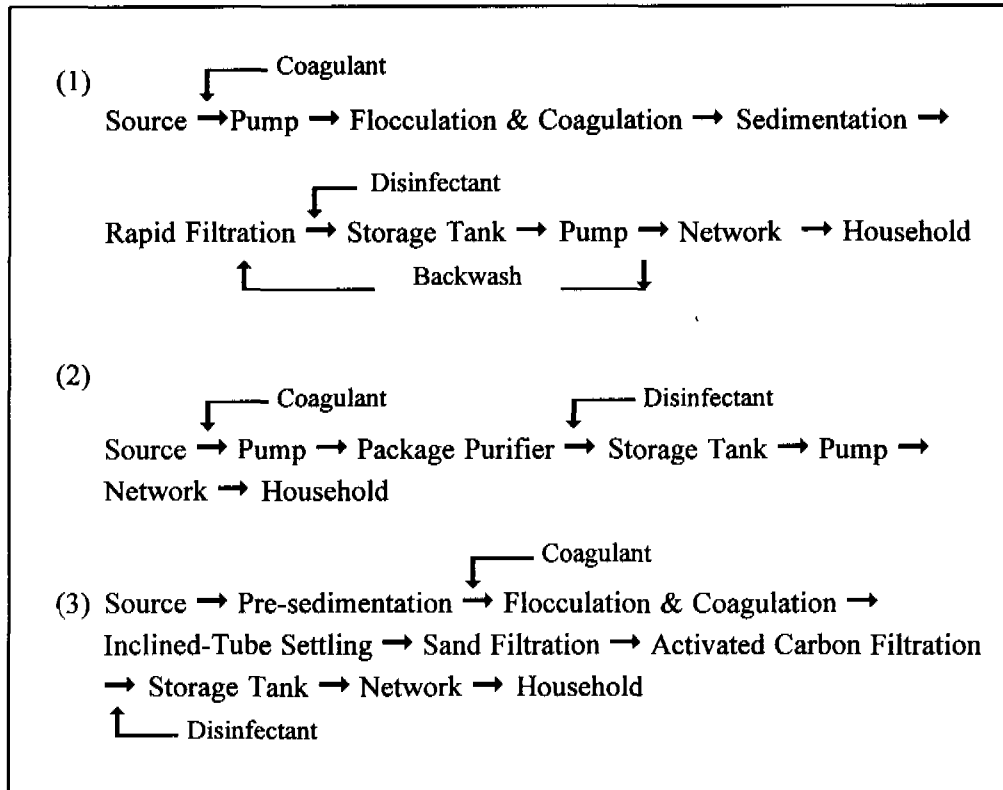 (1)
Coagulant
Source → Pump → Flocculation & Coagulation → Sedimentation →
Disinfectant
Rapid Filtration → Storage Tank → Pump → Network → Household
Backwash
(2)
Coagulant Disinfectant
Source → Pump → Package Purifier → Storage Tank → Pump →
Network → Household
Coagulant
(3) Source → Pre-sedimentation → Flocculation & Coagulation →
Inclined-Tube Settling → Sand Filtration → Activated Carbon Filtration
→ Storage Tank → Network → Household
Disinfectant